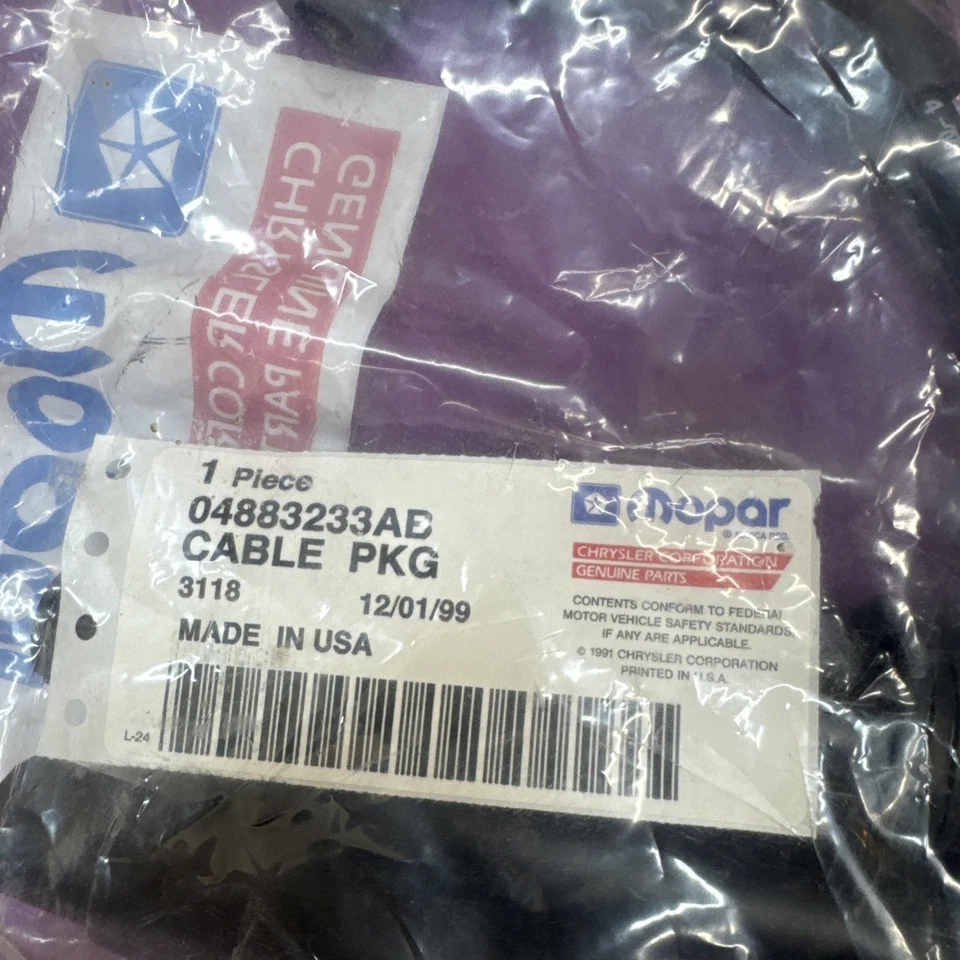 GENUINE PAR
CHRYSLER COR
1 Piece
04883233AB
CABLE PKG
3118 12/01/99
MADE IN USA
L-24
mopar
CHRYSLER CORPORATION
GENUINE PARTS
CONTENTS CONFORM TO FEDERAL
MOTOR VEHICLE SAFETY STANDARDS,
IF ANY ARE APPLICABLE.
© 1991 CHRYSLER CORPORATION
PRINTED IN U.S.A.